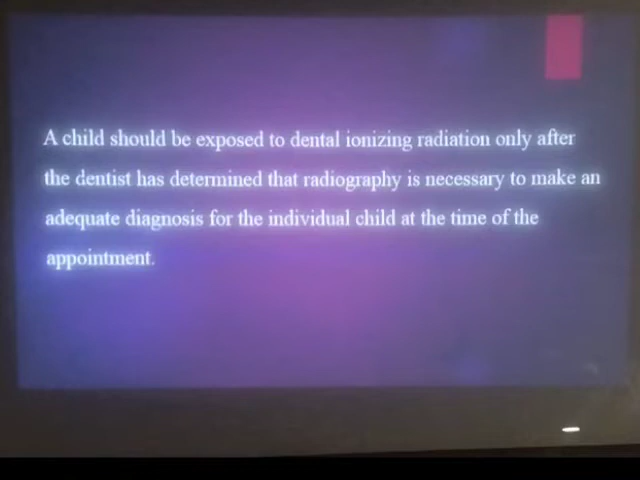 A child should be exposed to dental ionizing radiation only after
the dentist has determined that radiography is necessary to make an
adequate diagnosis for the individual child at the time of the
appointment.